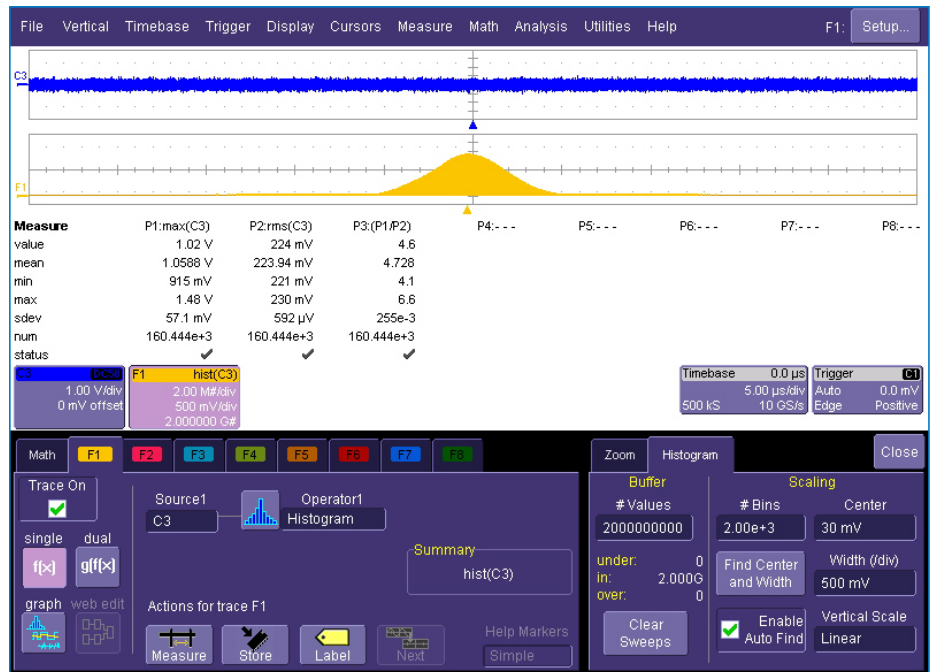 File Vertical Timebase Trigger Display Cursors Measure Math Analysis Utilities Help F1: Setup...
C3
F1
Measure P1:max(C3) P2:rms(C3) P3:(P1/P2) P4:- - - P5:- - - P6:- - - P7:- - - P8:- - -
value 1.02 V 224 mV 4.6
mean 1.0588 V 223.94 mV 4.728
min 915 mV 221 mV 4.1
max 1.48 V 230 mV 6.6
sdev 57.1 mV 592 µV 255e-3
num 160.444e+3 160.444e+3 160.444e+3
status
C3 F1 hist(C3) Timebase 0.0 µs Trigger C1
1.00 V/div 2.00 M#/div 5.00 µs/div Auto 0.0 mV
0 mV offset 500 mV/div 500 kS 10 GS/s Edge Positive
2.000000 G#
Math F1 F2 F3 F4 F5 F6 F7 F8 Zoom Histogram Close
Trace On
Source1 Operator1
C3 Histogram
single dual
f(x) g(f(x)
Summary
hist(C3)
graph web edit
Actions for trace F1
Measure Store Label Next
Help Markers
Simple
Buffer Scaling
# Values # Bins Center
2000000000 2.00e+3 30 mV
under: 0
in: 2.000G
over: 0
Find Center and Width
Width (/div)
500 mV
Clear Sweeps
Enable Auto Find
Vertical Scale
Linear